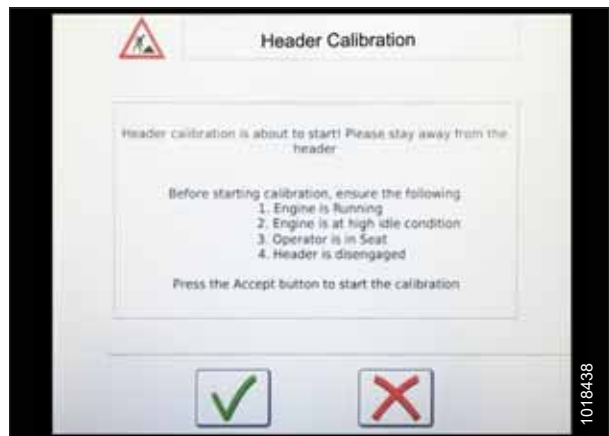 Header Calibration
Header calibration is about to start! Please stay away from the
header
Before starting calibration, ensure the following
1. Engine is Running
2. Engine is at high idle condition
3. Operator is in Seat
4. Header is disengaged
Press the Accept button to start the calibration
1018438